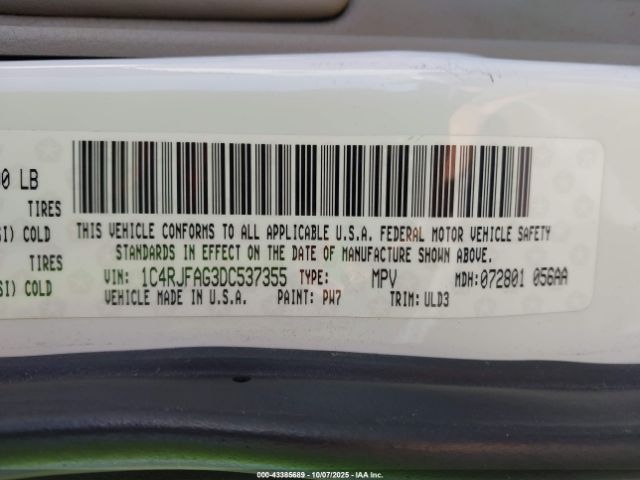 0 LB
TIRES
SI) COLD
TIRES
SI) COLD
THIS VEHICLE CONFORMS TO ALL APPLICABLE U.S.A. FEDERAL MOTOR VEHICLE SAFETY
STANDARDS IN EFFECT ON THE DATE OF MANUFACTURE SHOWN ABOVE.
VIN: 1C4RJFAG3DC537355 TYPE: MPV MDH:072801 056AA
VEHICLE MADE IN U.S.A. PAINT: PW7 TRIM: ULD3
000-43385689 - 10/07/2025 - IAA Inc.